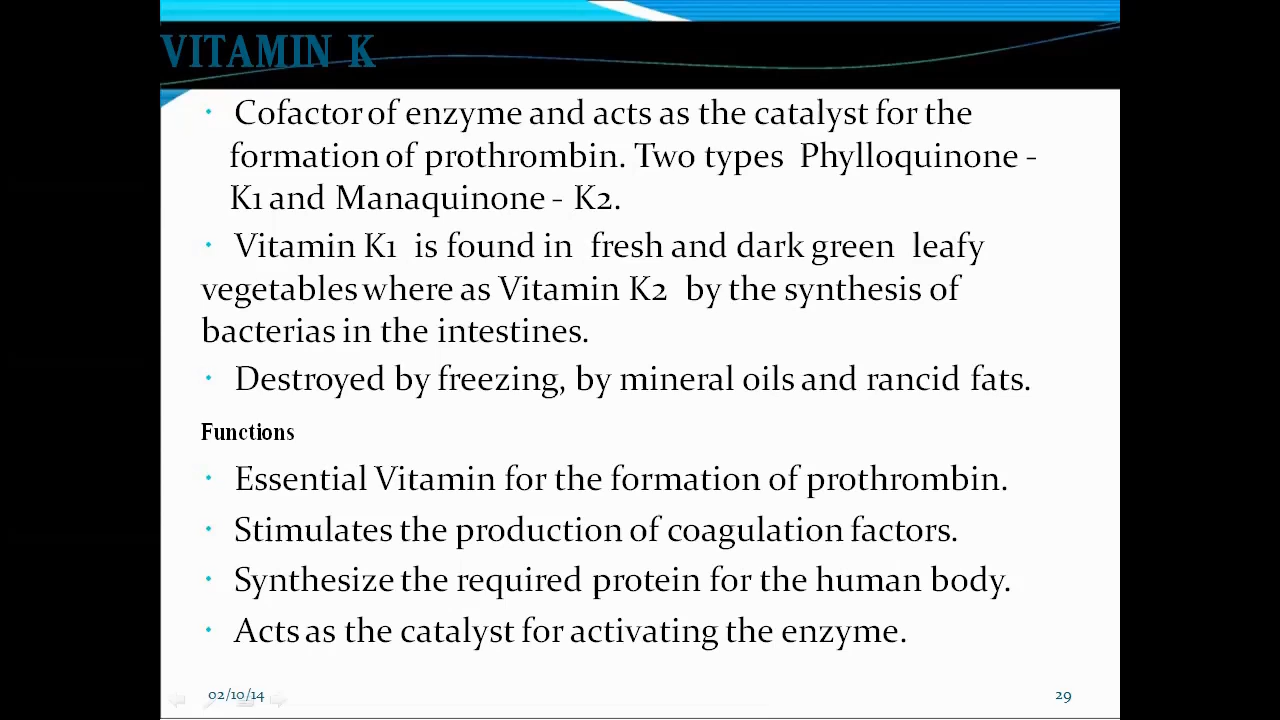 VITAMIN K
• Cofactor of enzyme and acts as the catalyst for the
formation of prothrombin. Two types Phylloquinone -
K1 and Manaquinone - K2.
• Vitamin K1 is found in fresh and dark green leafy
vegetables where as Vitamin K2 by the synthesis of
bacterias in the intestines.
• Destroyed by freezing, by mineral oils and rancid fats.
Functions
• Essential Vitamin for the formation of prothrombin.
• Stimulates the production of coagulation factors.
• Synthesize the required protein for the human body.
• Acts as the catalyst for activating the enzyme.
02/10/14 29